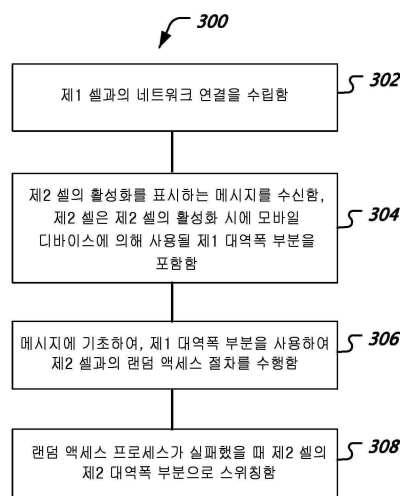 300
제1 셀과의 네트워크 연결을 수립함
302
제2 셀의 활성화를 표시하는 메시지를 수신함,
제2 셀은 제2 셀의 활성화 시에 모바일
디바이스에 의해 사용될 제1 대역폭 부분을
포함함
304
메시지에 기초하여, 제1 대역폭 부분을 사용하여
제2 셀과의 랜덤 액세스 절차를 수행함
306
랜덤 액세스 프로세스가 실패했을 때 제2 셀의
제2 대역폭 부분으로 스위칭함
308